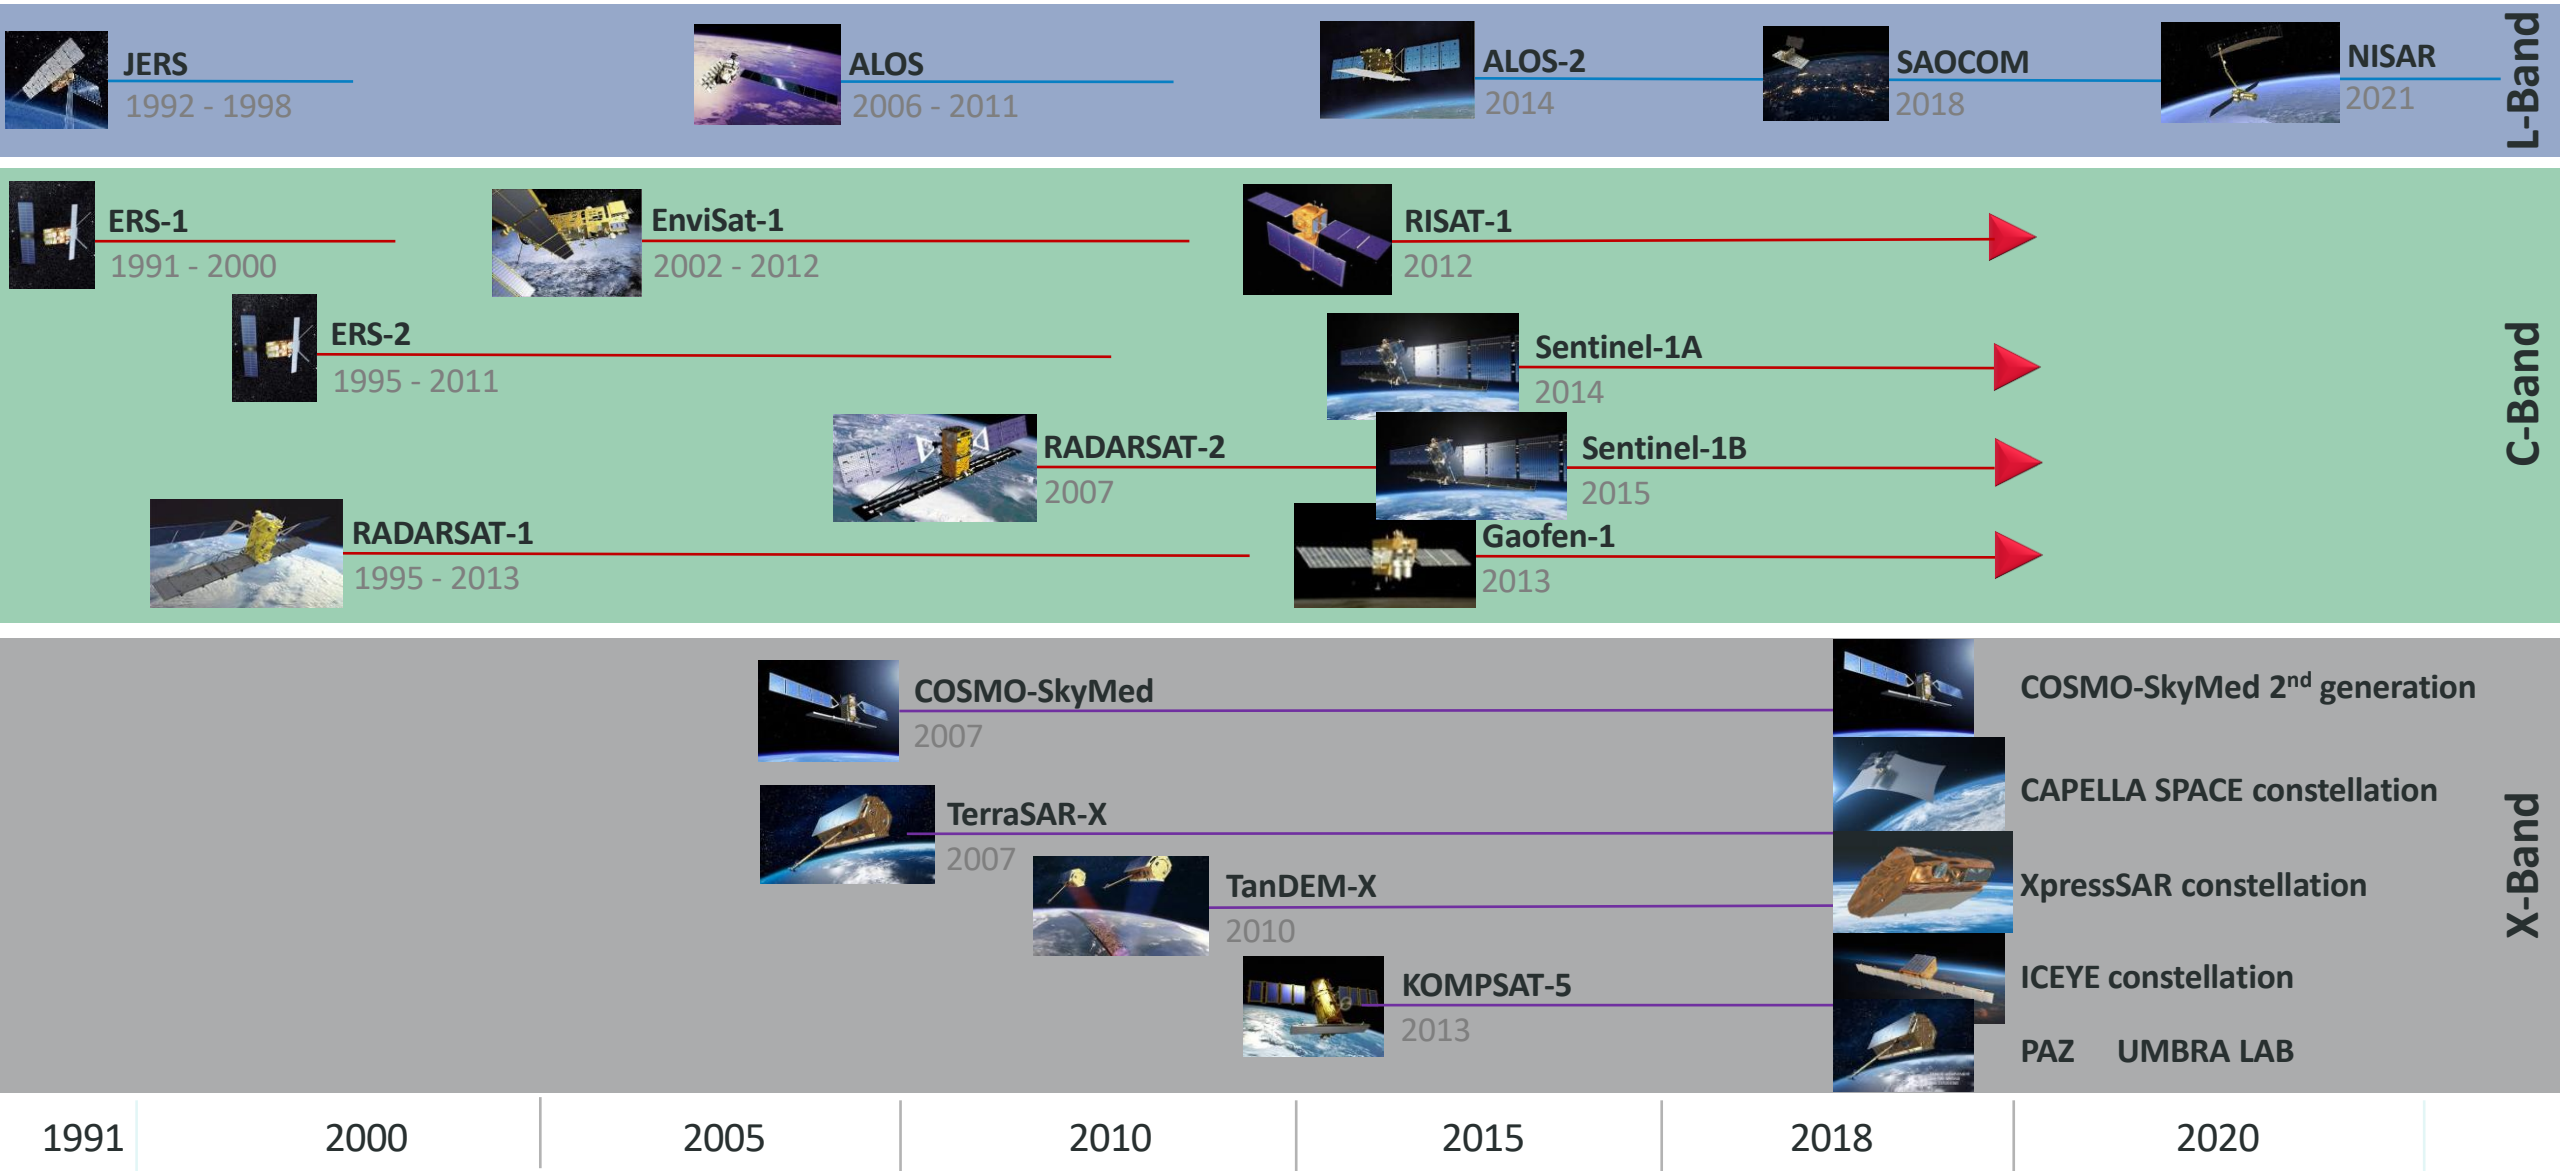 JERS
1992 - 1998
ALOS
2006 - 2011
ALOS-2
2014
SAOCOM
2018
NISAR
2021
L-Band
ERS-1
1991 - 2000
EnviSat-1
2002 - 2012
RISAT-1
2012
ERS-2
1995 - 2011
Sentinel-1A
2014
RADARSAT-2
2007
Sentinel-1B
2015
RADARSAT-1
1995 - 2013
Gaofen-1
2013
C-Band
COSMO-SkyMed
2007
COSMO-SkyMed 2nd generation
CAPELLA SPACE constellation
TerraSAR-X
2007
TanDEM-X
2010
XpressSAR constellation
KOMPSAT-5
2013
ICEYE constellation
PAZ UMBRA LAB
X-Band
1991 2000 2005 2010 2015 2018 2020